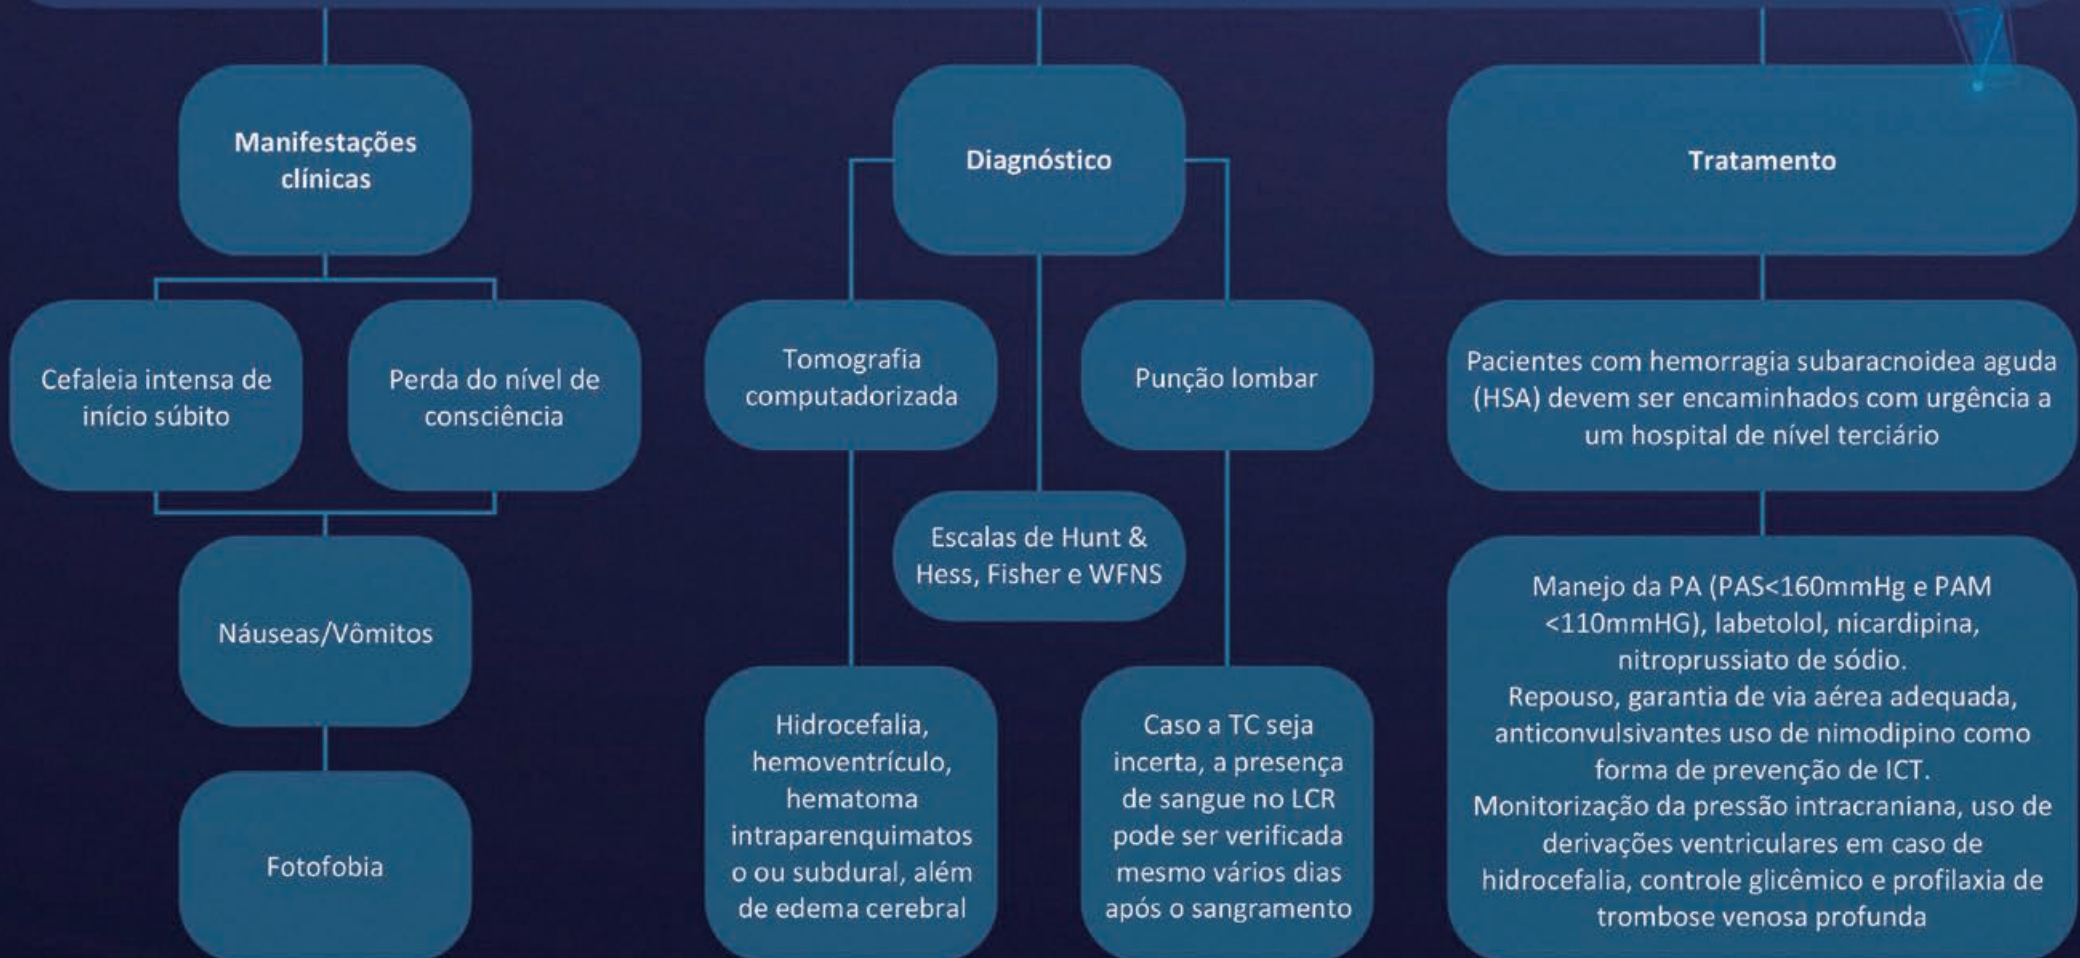 Manifestações
clínicas
Cefaleia intensa de
início súbito
Perda do nível de
consciência
Náuseas/Vômitos
Fotofobia
Diagnóstico
Tomografia
computadorizada
Hidrocefalia,
hemoventrículo,
hematoma
intraparenquimatos
o ou subdural, além
de edema cerebral
Escalas de Hunt &
Hess, Fisher e WFNS
Punção lombar
Caso a TC seja
incerta, a presença
de sangue no LCR
pode ser verificada
mesmo vários dias
após o sangramento
Tratamento
Pacientes com hemorragia subaracnoidea aguda
(HSA) devem ser encaminhados com urgência a
um hospital de nível terciário
Manejo da PA (PAS<160mmHg e PAM
<110mmHG), labetolol, nicardipina,
nitroprussiato de sódio.
Repouso, garantia de via aérea adequada,
anticonvulsivantes uso de nimodipino como
forma de prevenção de ICT.
Monitorização da pressão intracraniana, uso de
derivações ventriculares em caso de
hidrocefalia, controle glicêmico e profilaxia de
trombose venosa profunda